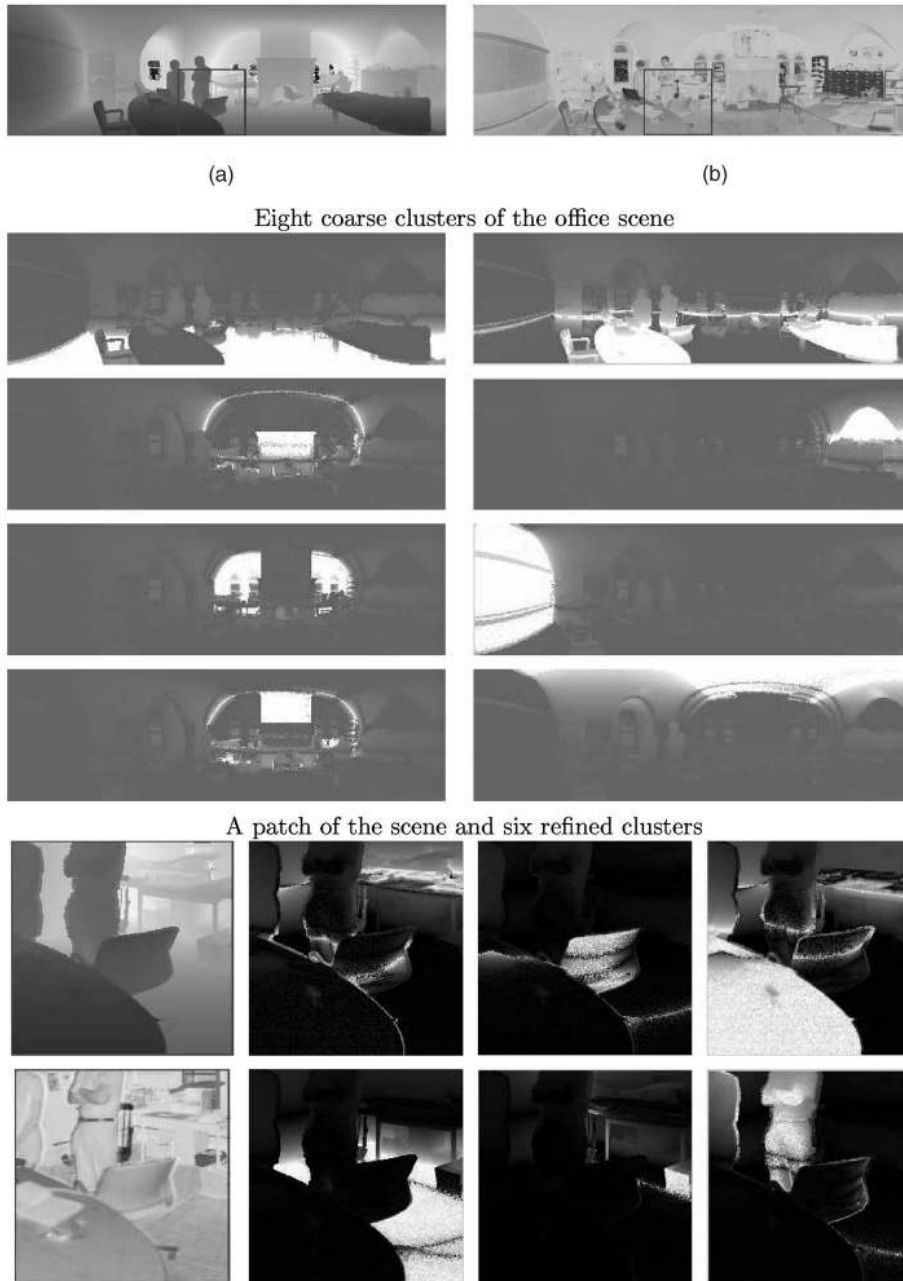 (a)
(b)
Eight coarse clusters of the office scene
A patch of the scene and six refined clusters